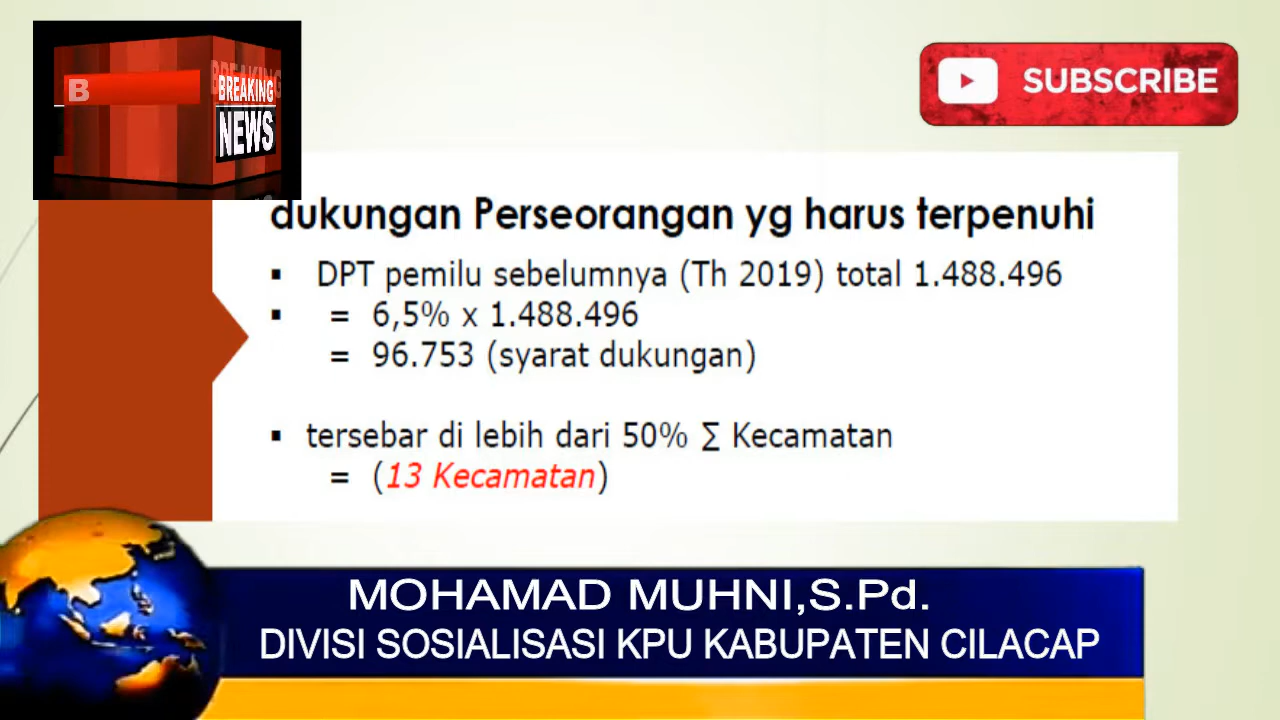 B
BREAKING
NEWS
SUBSCRIBE
dukungan Perseorangan yg harus terpenuhi
▪ DPT pemilu sebelumnya (Th 2019) total 1.488.496
▪ = 6,5% x 1.488.496
= 96.753 (syarat dukungan)
▪ tersebar di lebih dari 50% ∑ Kecamatan
= (13 Kecamatan)
MOHAMAD MUHNI,S.Pd.
DIVISI SOSIALISASI KPU KABUPATEN CILACAP